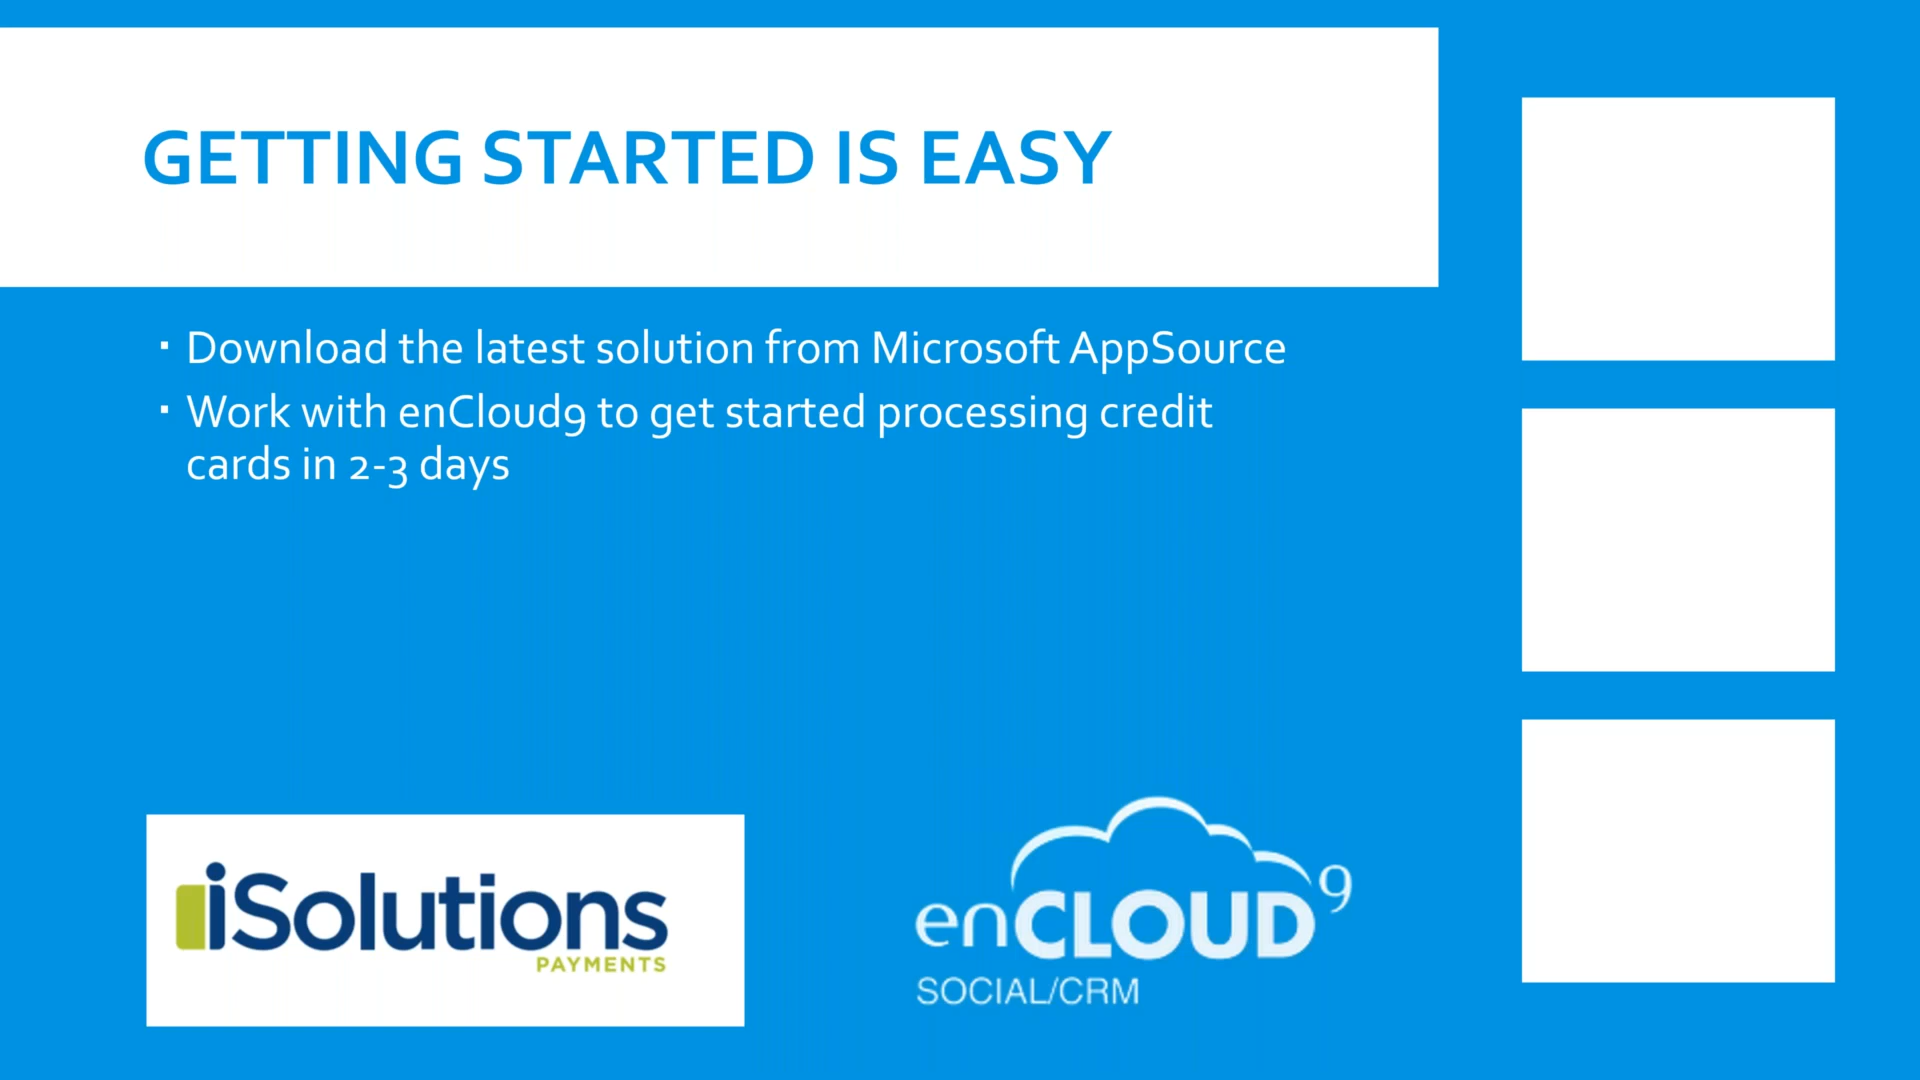 GETTING STARTED IS EASY
▪ Download the latest solution from Microsoft AppSource
▪ Work with enCloud9 to get started processing credit
cards in 2-3 days
iSolutions
PAYMENTS
enCLOUD9
SOCIAL/CRM